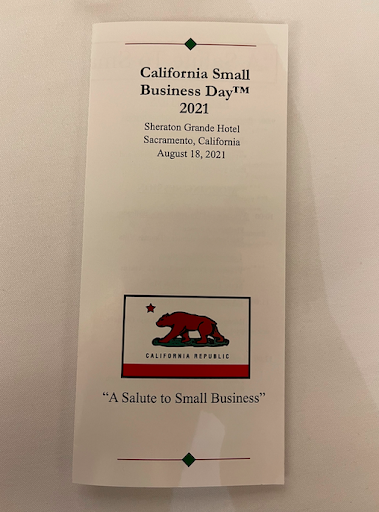 California Small
Business Day™
2021
Sheraton Grande Hotel
Sacramento, California
August 18, 2021
CALIFORNIA REPUBLIC
“A Salute to Small Business”